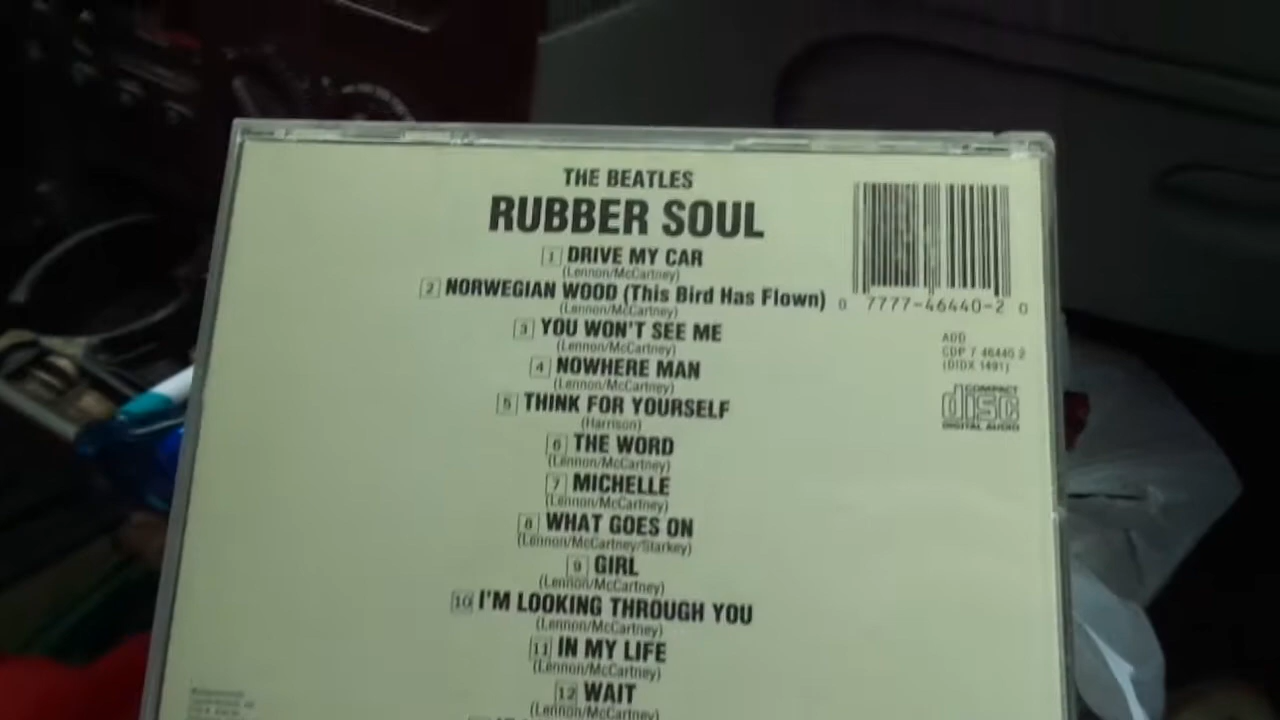 THE BEATLES
RUBBER SOUL
1 DRIVE MY CAR
(Lennon/McCartney)
2 NORWEGIAN WOOD (This Bird Has Flown)
(Lennon/McCartney)
3 YOU WON'T SEE ME
(Lennon/McCartney)
4 NOWHERE MAN
(Lennon/McCartney)
5 THINK FOR YOURSELF
(Harrison)
6 THE WORD
(Lennon/McCartney)
7 MICHELLE
(Lennon/McCartney)
8 WHAT GOES ON
(Lennon/McCartney/Starkey)
9 GIRL
(Lennon/McCartney)
10 I'M LOOKING THROUGH YOU
(Lennon/McCartney)
11 IN MY LIFE
(Lennon/McCartney)
12 WAIT
(Lennon/McCartney)
0 7777-46440-2 0
ADD
CDP 7 46440 2
(DIDX 1491)
COMPACT
disc
DIGITAL AUDIO